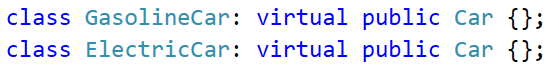 class GasolineCar: virtual public Car {};
class ElectricCar: virtual public Car {};